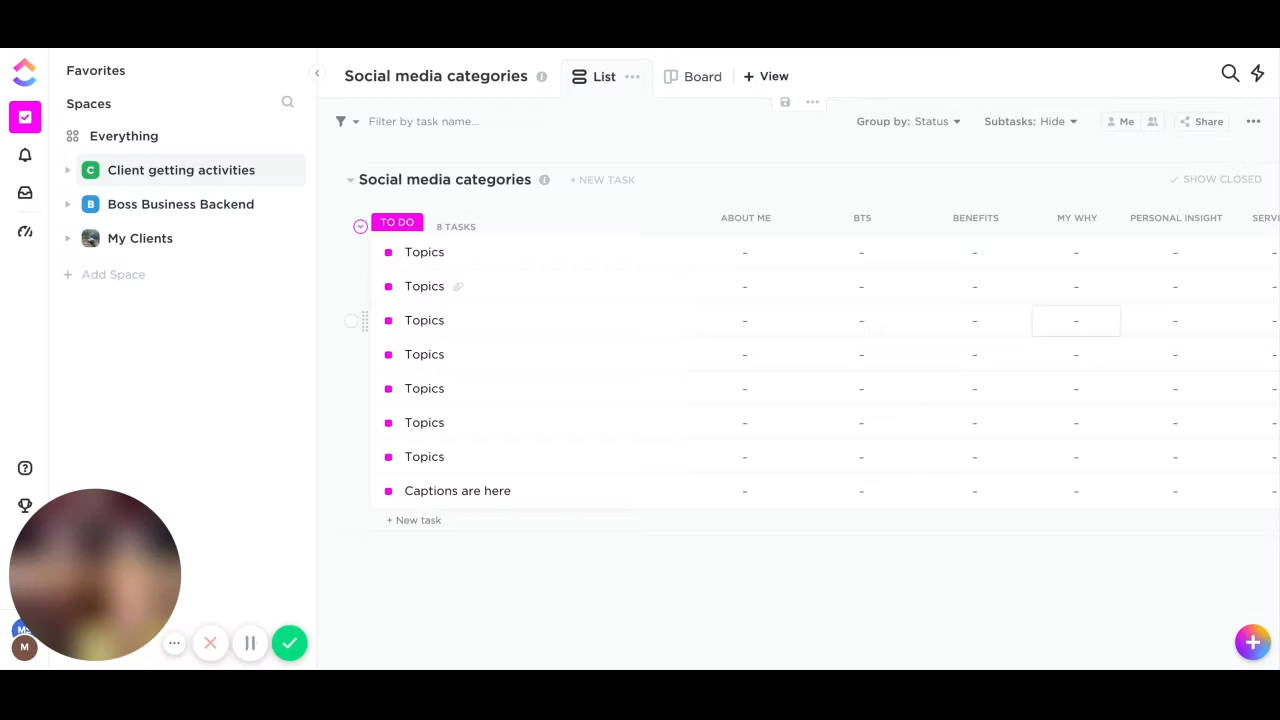 Favorites
Spaces
Everything
C Client getting activities
B Boss Business Backend
My Clients
+ Add Space
M
Social media categories
List
Board
+ View
Filter by task name...
Group by: Status
Subtasks: Hide
Me
Share
Social media categories
+ NEW TASK
SHOW CLOSED
TO DO
8 TASKS
ABOUT ME
BTS
BENEFITS
MY WHY
PERSONAL INSIGHT
SERVI
Topics - - - - - -
Topics - - - - - -
Topics - - - - - -
Topics - - - - - -
Topics - - - - - -
Topics - - - - - -
Topics - - - - - -
Captions are here - - - - - -
+ New task